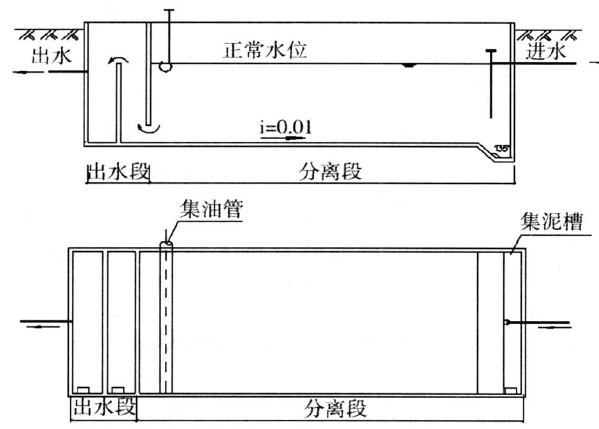 正常水位
出水
进水
i=0.01
135°
出水段
分离段
集油管
集泥槽
出水段
分离段